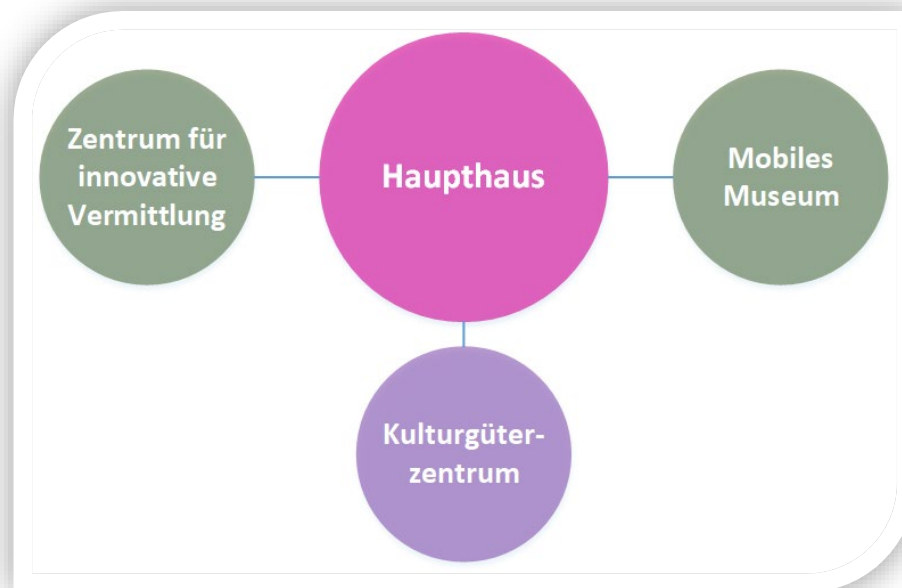 Zentrum für
innovative
Vermittlung
Haupthaus
Mobiles
Museum
Kulturgüter-
zentrum